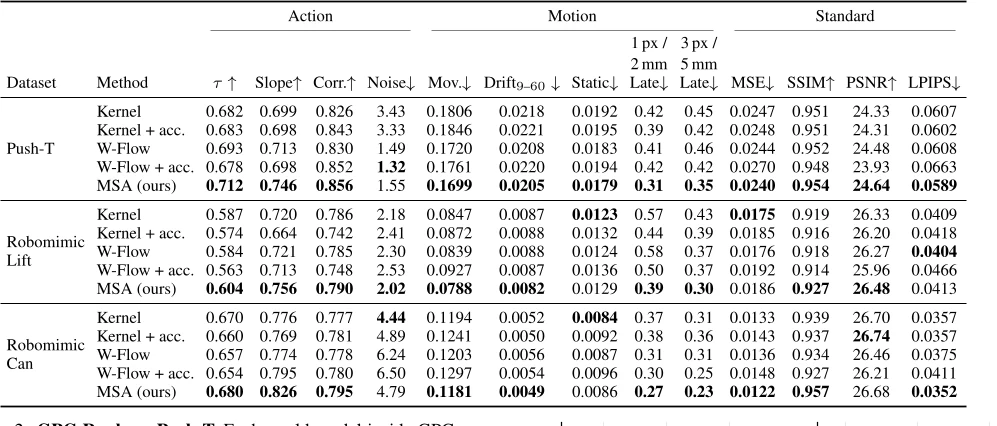 Action Motion Standard
1 px / 3 px /
2 mm 5 mm
Dataset Method τ ↑ Slope↑ Corr.↑ Noise↓ Mov.↓ Drift9–60 ↓ Static↓ Late↓ Late↓ MSE↓ SSIM↑ PSNR↑ LPIPS↓
Kernel 0.682 0.699 0.826 3.43 0.1806 0.0218 0.0192 0.42 0.45 0.0247 0.951 24.33 0.0607
Kernel + acc. 0.683 0.698 0.843 3.33 0.1846 0.0221 0.0195 0.39 0.42 0.0248 0.951 24.31 0.0602
Push-T W-Flow 0.693 0.713 0.830 1.49 0.1720 0.0208 0.0183 0.41 0.46 0.0244 0.952 24.48 0.0608
W-Flow + acc. 0.678 0.698 0.852 1.32 0.1761 0.0220 0.0194 0.42 0.42 0.0270 0.948 23.93 0.0663
MSA (ours) 0.712 0.746 0.856 1.55 0.1699 0.0205 0.0179 0.31 0.35 0.0240 0.954 24.64 0.0589
Kernel 0.587 0.720 0.786 2.18 0.0847 0.0087 0.0123 0.57 0.43 0.0175 0.919 26.33 0.0409
Kernel + acc. 0.574 0.664 0.742 2.41 0.0872 0.0088 0.0132 0.44 0.39 0.0185 0.916 26.20 0.0418
Robomimic
Lift
W-Flow 0.584 0.721 0.785 2.30 0.0839 0.0088 0.0124 0.58 0.37 0.0176 0.918 26.27 0.0404
W-Flow + acc. 0.563 0.713 0.748 2.53 0.0927 0.0087 0.0136 0.50 0.37 0.0192 0.914 25.96 0.0466
MSA (ours) 0.604 0.756 0.790 2.02 0.0788 0.0082 0.0129 0.39 0.30 0.0186 0.927 26.48 0.0413
Kernel 0.670 0.776 0.777 4.44 0.1194 0.0052 0.0084 0.37 0.31 0.0133 0.939 26.70 0.0357
Kernel + acc. 0.660 0.769 0.781 4.89 0.1241 0.0050 0.0092 0.38 0.36 0.0143 0.937 26.74 0.0357
Robomimic
Can
W-Flow 0.657 0.774 0.778 6.24 0.1203 0.0056 0.0087 0.31 0.31 0.0136 0.934 26.46 0.0375
W-Flow + acc. 0.654 0.795 0.780 6.50 0.1297 0.0054 0.0096 0.30 0.25 0.0148 0.927 26.21 0.0411
MSA (ours) 0.680 0.826 0.795 4.79 0.1181 0.0049 0.0086 0.27 0.23 0.0122 0.957 26.68 0.0352